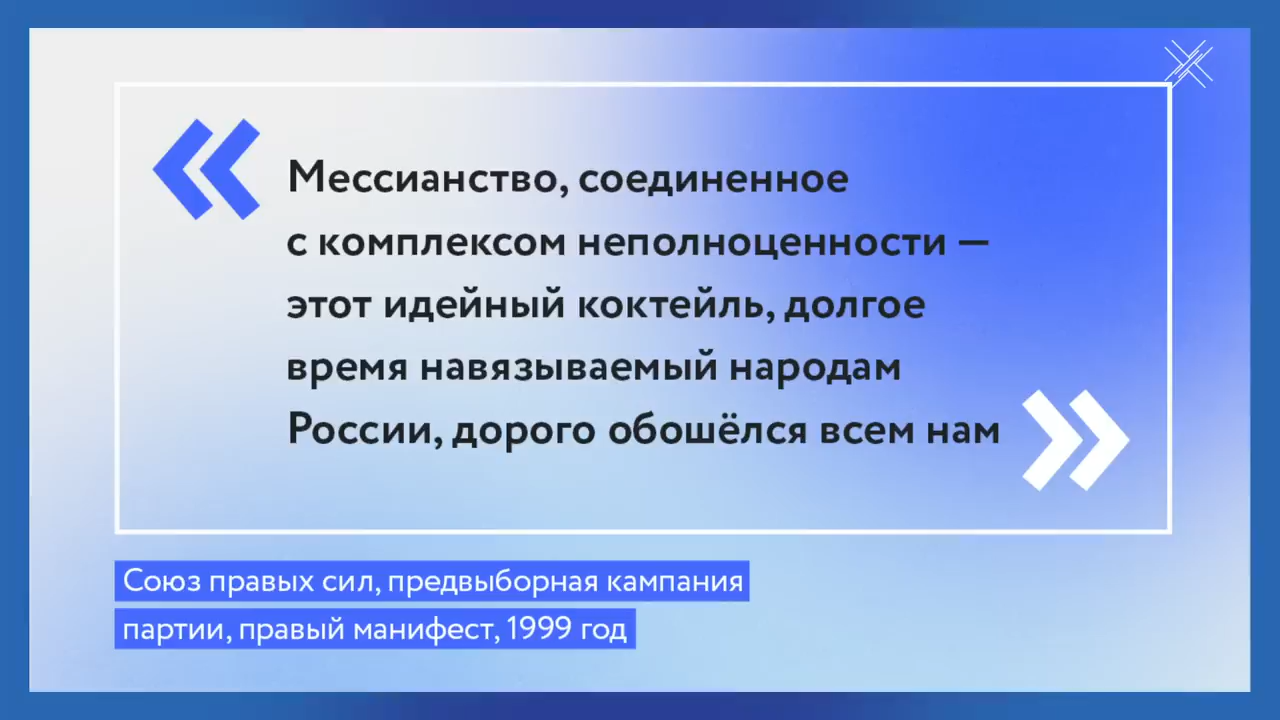 « Мессианство, соединенное
с комплексом неполноценности —
этот идейный коктейль, долгое
время навязываемый народам
России, дорого обошёлся всем нам »
Союз правых сил, предвыборная кампания
партии, правый манифест, 1999 год